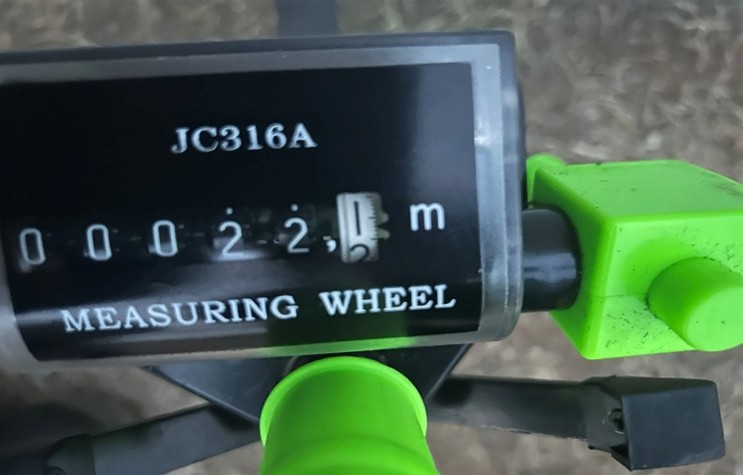 JC316A
00022,1 m
MEASURING WHEEL